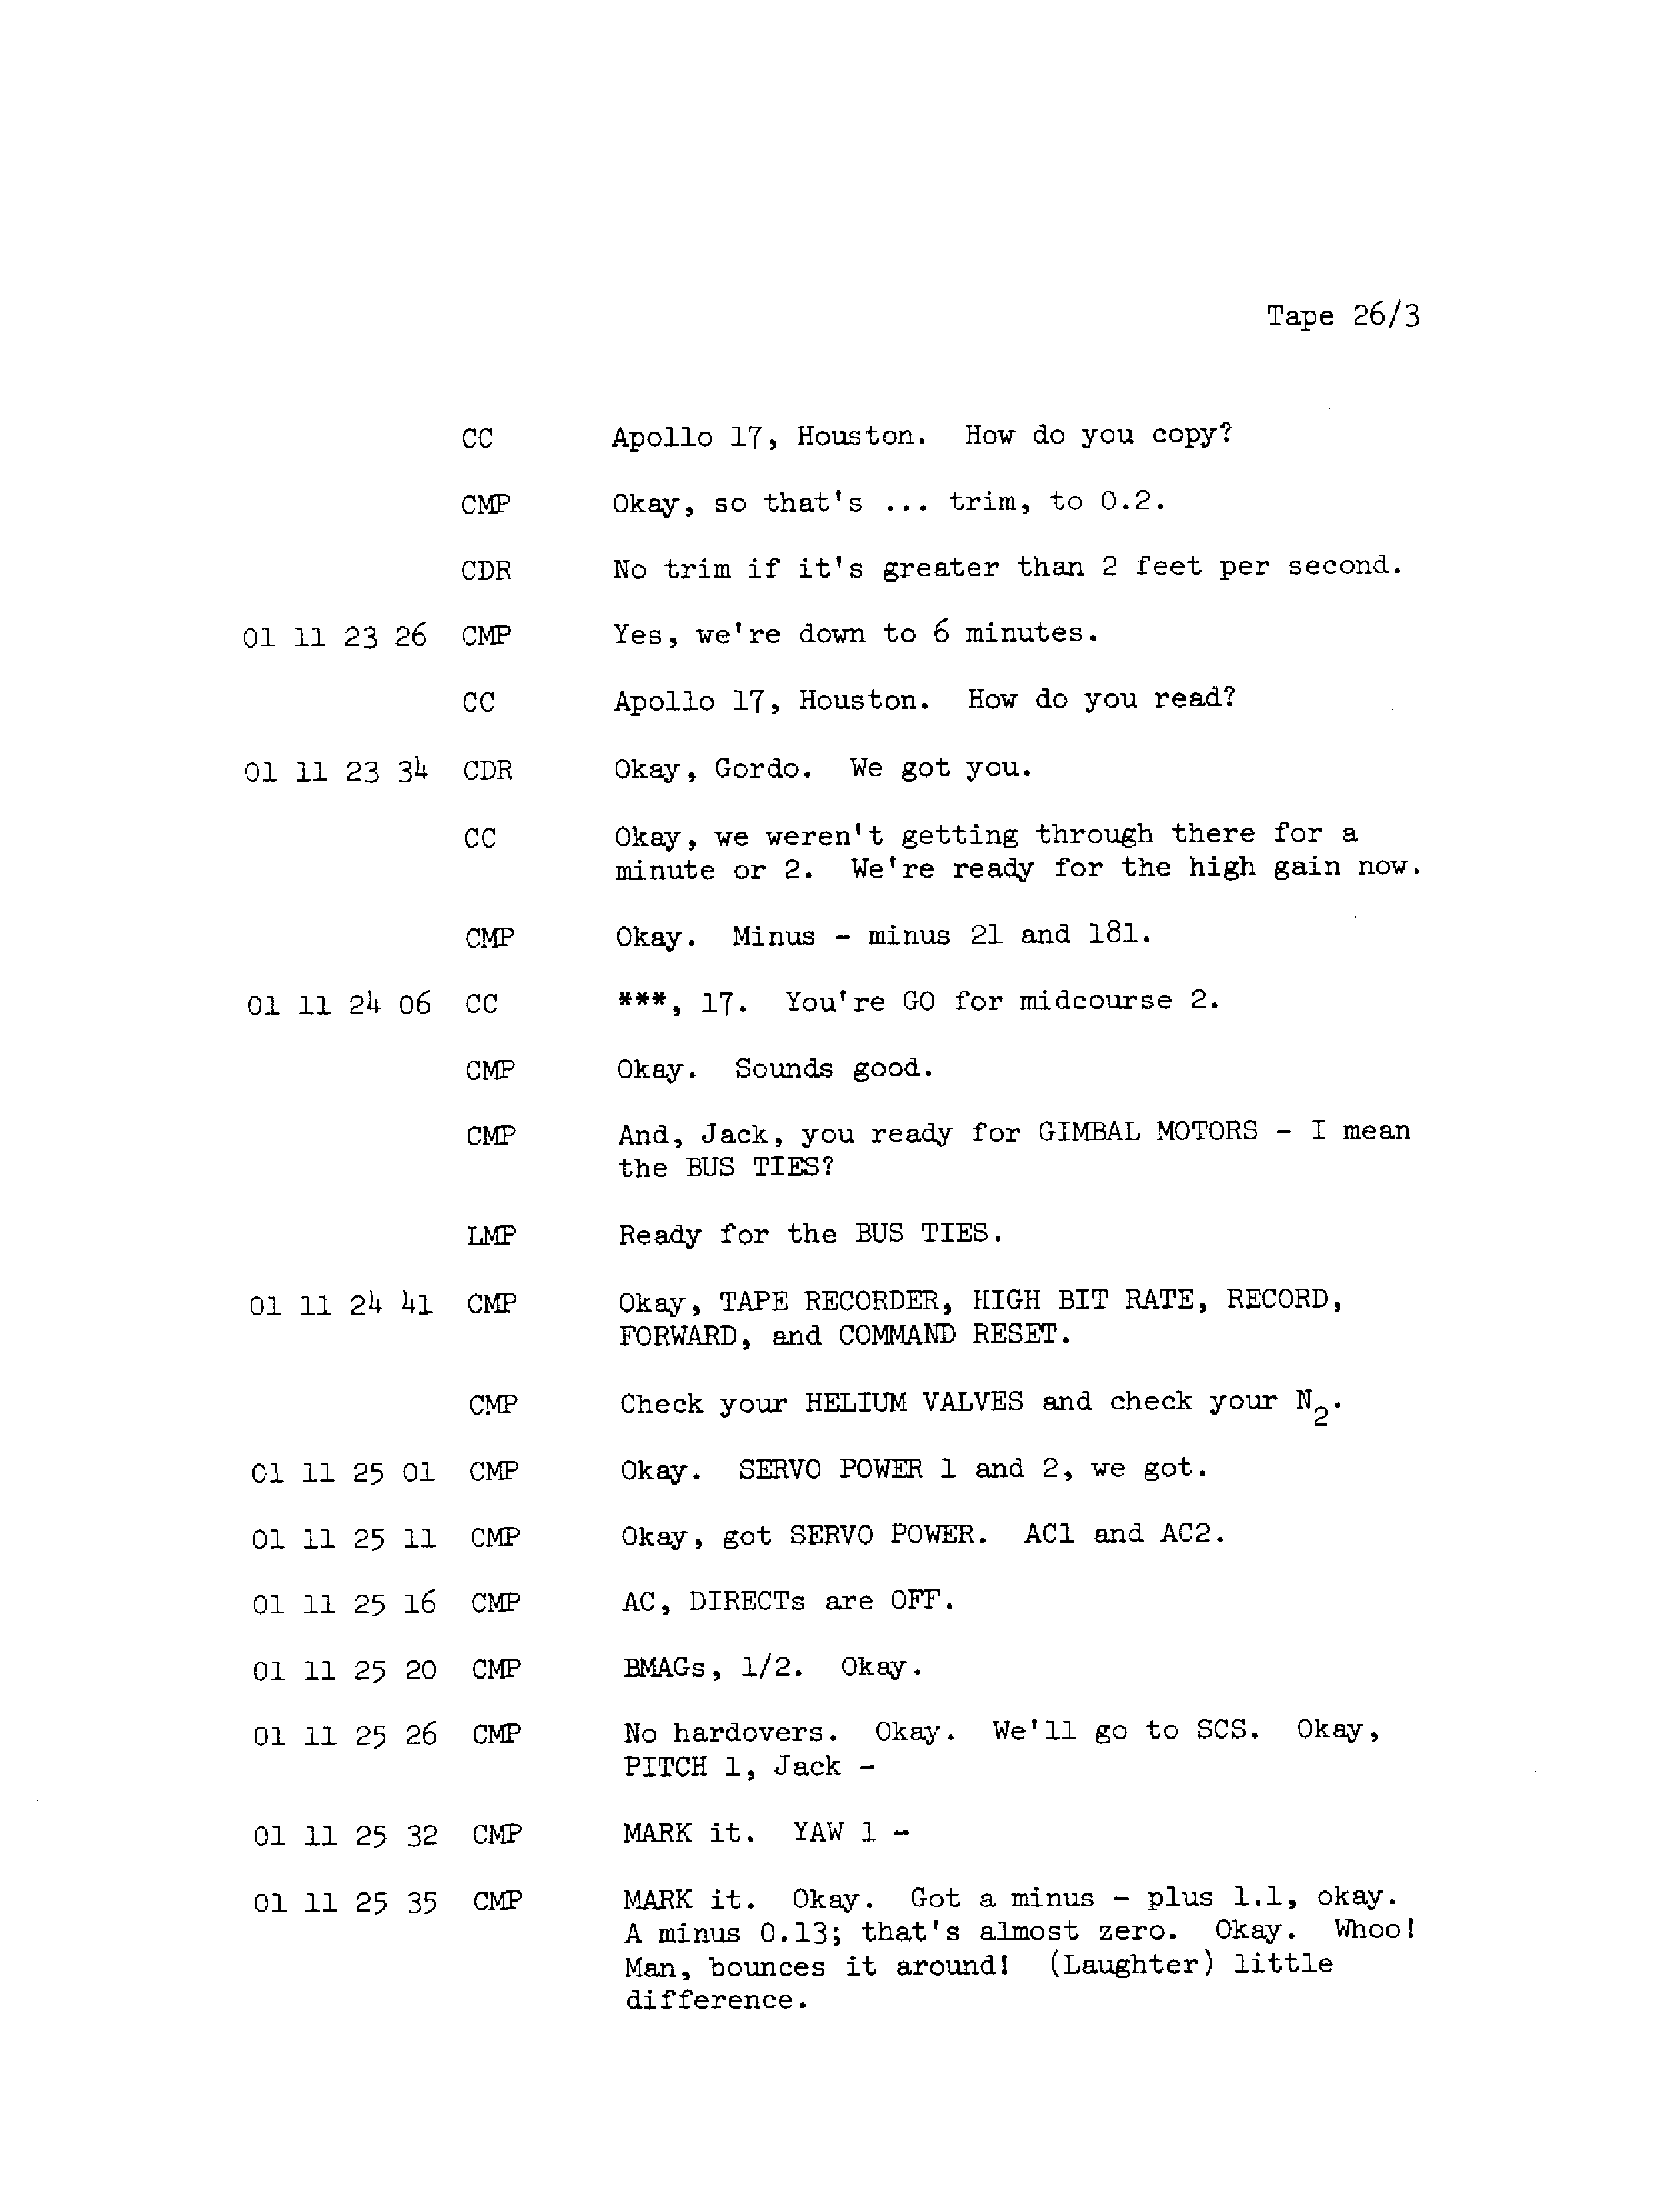 Tape 26/3
CC Apollo 17, Houston. How do you copy?
CMP Okay, so that's ... trim, to 0.2.
CDR No trim if it's greater than 2 feet per second.
01 11 23 26 CMP Yes, we're down to 6 minutes.
CC Apollo 17, Houston. How do you read?
01 11 23 34 CDR Okay, Gordo. We got you.
CC Okay, we weren't getting through there for a
minute or 2. We're ready for the high gain now.
CMP Okay. Minus - minus 21 and 181.
01 11 24 06 CC ***, 17. You're GO for midcourse 2.
CMP Okay. Sounds good.
CMP And, Jack, you ready for GIMBAL MOTORS - I mean
the BUS TIES?
LMP Ready for the BUS TIES.
01 11 24 41 CMP Okay, TAPE RECORDER, HIGH BIT RATE, RECORD,
FORWARD, and COMMAND RESET.
CMP Check your HELIUM VALVES and check your N2.
01 11 25 01 CMP Okay. SERVO POWER 1 and 2, we got.
01 11 25 11 CMP Okay, got SERVO POWER. AC1 and AC2.
01 11 25 16 CMP AC, DIRECTs are OFF.
01 11 25 20 CMP BMAGs, 1/2. Okay.
01 11 25 26 CMP No hardovers. Okay. We'll go to SCS. Okay,
PITCH 1, Jack -
01 11 25 32 CMP MARK it. YAW 1 -
01 11 25 35 CMP MARK it. Okay. Got a minus - plus 1.1, okay.
A minus 0.13; that's almost zero. Okay. Whoo!
Man, bounces it around! (Laughter) little
difference.